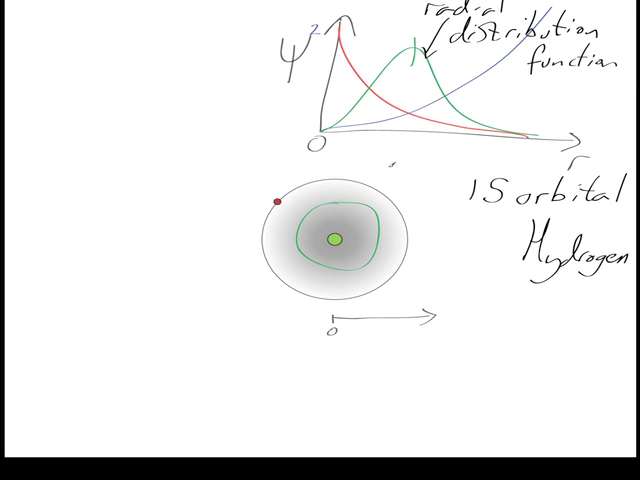 radial
distribution
function
ψ²
0
r
1S orbital
Hydrogen
0